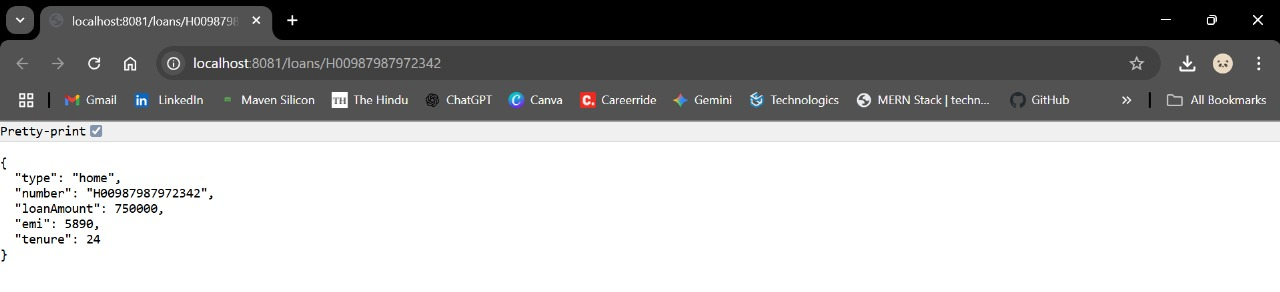 localhost:8081/loans/H0098798
localhost:8081/loans/H00987987972342
Gmail LinkedIn Maven Silicon TH The Hindu ChatGPT Canva C. Careerride Gemini Technologics MERN Stack | techn... GitHub » All Bookmarks
Pretty-print
{
"type": "home",
"number": "H00987987972342",
"loanAmount": 750000,
"emi": 5890,
"tenure": 24
}